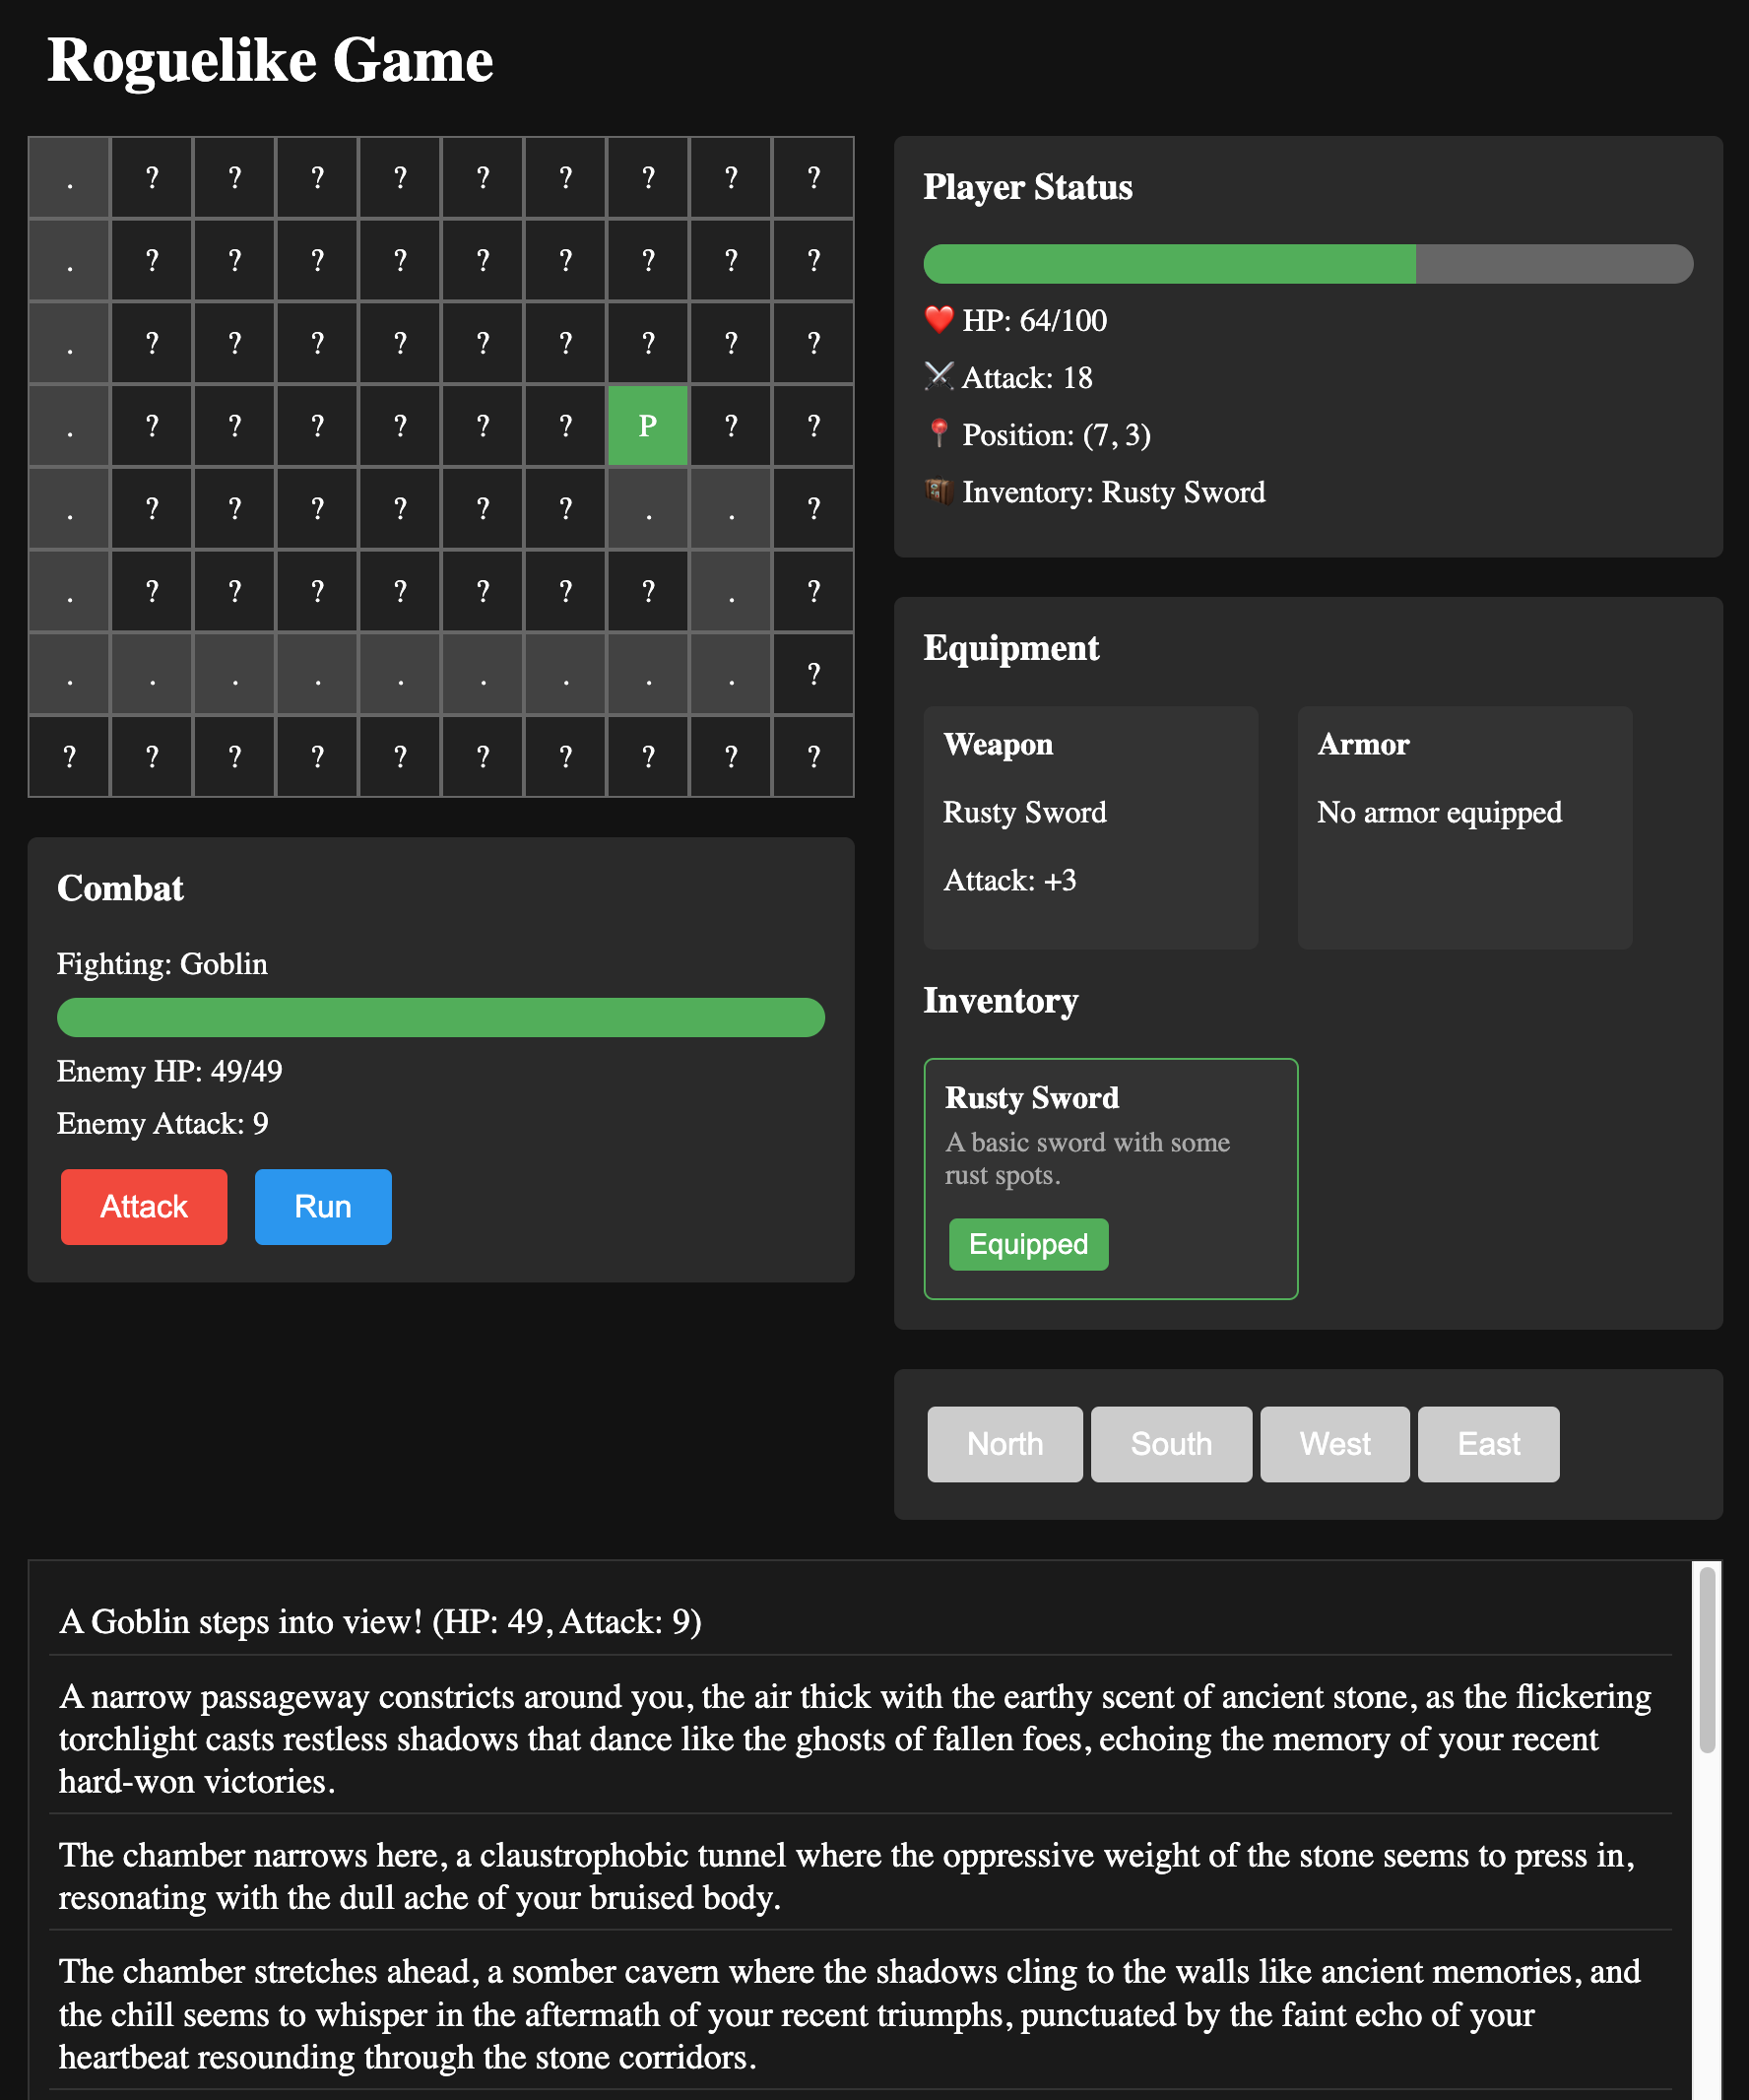 Roguelike Game
. ? ? ? ? ? ? ? ? ?
. ? ? ? ? ? ? ? ? ?
. ? ? ? ? ? ? ? ? ?
. ? ? ? ? ? ? P ? ?
. ? ? ? ? ? ? . . ?
. ? ? ? ? ? ? ? . ?
. . . . . . . . . ?
? ? ? ? ? ? ? ? ? ?
Combat
Fighting: Goblin
Enemy HP: 49/49
Enemy Attack: 9
Attack Run
Player Status
❤️ HP: 64/100
⚔️ Attack: 18
📍 Position: (7, 3)
🎒 Inventory: Rusty Sword
Equipment
Weapon
Rusty Sword
Attack: +3
Armor
No armor equipped
Inventory
Rusty Sword
A basic sword with some
rust spots.
Equipped
North South West East
A Goblin steps into view! (HP: 49, Attack: 9)
A narrow passageway constricts around you, the air thick with the earthy scent of ancient stone, as the flickering
torchlight casts restless shadows that dance like the ghosts of fallen foes, echoing the memory of your recent
hard-won victories.
The chamber narrows here, a claustrophobic tunnel where the oppressive weight of the stone seems to press in,
resonating with the dull ache of your bruised body.
The chamber stretches ahead, a somber cavern where the shadows cling to the walls like ancient memories, and
the chill seems to whisper in the aftermath of your recent triumphs, punctuated by the faint echo of your
heartbeat resounding through the stone corridors.